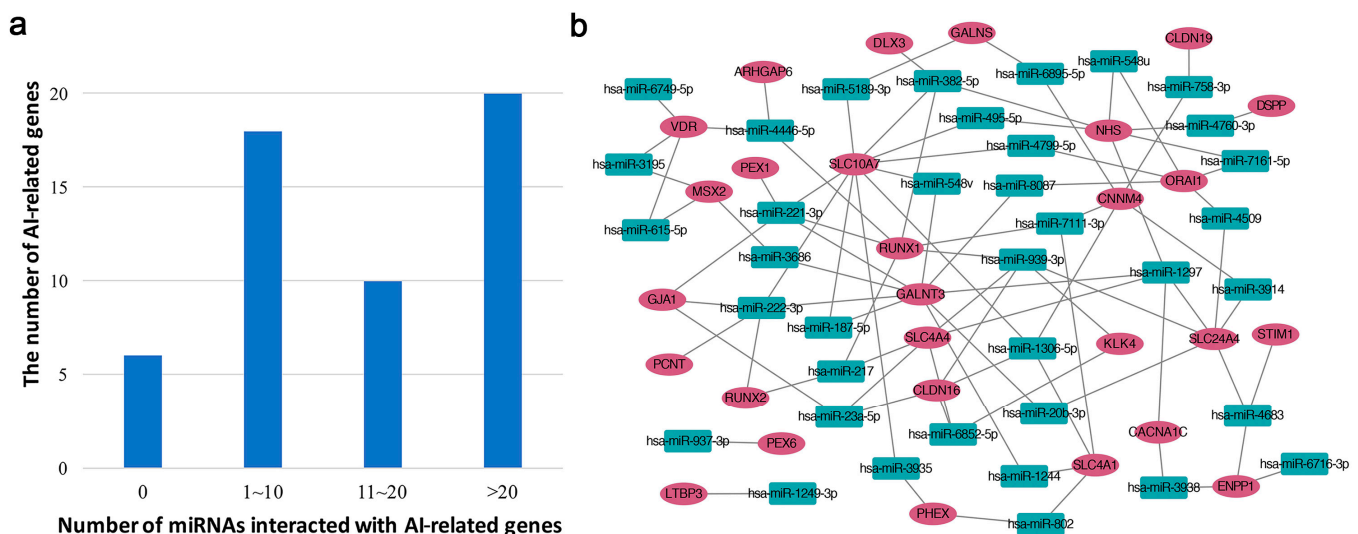 a
The number of AI-related genes
20
15
10
5
0
0
1~10
11~20
>20
Number of miRNAs interacted with AI-related genes
b
GALNS
CLDN19
DLX3
hsa-miR-548u
ARHGAP6
hsa-miR-6895-5p
hsa-miR-6749-5p
hsa-miR-5189-3p
hsa-miR-382-5p
hsa-miR-758-3p
DSPP
VDR
hsa-miR-4446-5p
hsa-miR-495-5p
NHS
hsa-miR-4760-3p
hsa-miR-4799-5p
hsa-miR-3195
PEX1
SLC10A7
hsa-miR-7161-5p
MSX2
hsa-miR-548v
hsa-miR-8087
ORAI1
CNNM4
hsa-miR-221-3p
hsa-miR-4509
hsa-miR-615-5p
hsa-miR-7111-3p
RUNX1
hsa-miR-3686
hsa-miR-939-3p
hsa-miR-1297
GJA1
GALNT3
hsa-miR-3914
hsa-miR-222-3p
hsa-miR-187-5p
SLC4A4
SLC24A4
STIM1
hsa-miR-1306-5p
KLK4
PCNT
hsa-miR-217
RUNX2
CLDN16
hsa-miR-23a-5p
hsa-miR-20b-3p
hsa-miR-4683
hsa-miR-937-3p
PEX6
hsa-miR-6852-5p
CACNA1C
hsa-miR-3935
hsa-miR-1244
SLC4A1
hsa-miR-6716-3p
LTBP3
hsa-miR-1249-3p
hsa-miR-3938
ENPP1
PHEX
hsa-miR-802